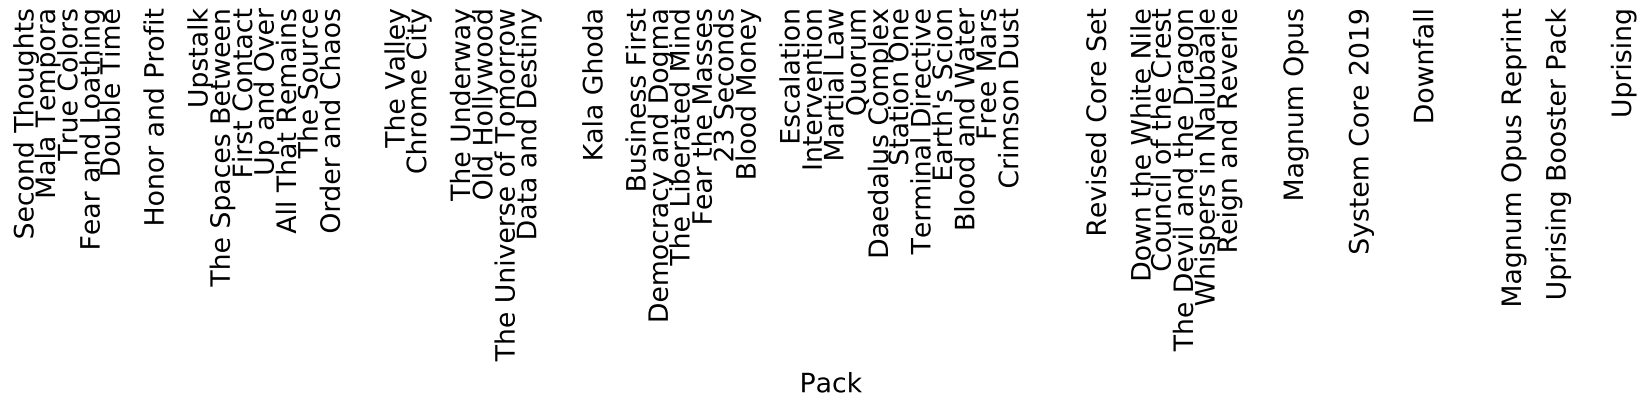 Second Thoughts
Mala Tempora
True Colors
Fear and Loathing
Double Time
Honor and Profit
Upstalk
The Spaces Between
First Contact
Up and Over
All That Remains
The Source
Order and Chaos
The Valley
Chrome City
The Underway
Old Hollywood
The Universe of Tomorrow
Data and Destiny
Kala Ghoda
Business First
Democracy and Dogma
The Liberated Mind
Fear the Masses
23 Seconds
Blood Money
Escalation
Intervention
Martial Law
Quorum
Daedalus Complex
Station One
Terminal Directive
Earth's Scion
Blood and Water
Free Mars
Crimson Dust
Revised Core Set
Down the White Nile
Council of the Crest
The Devil and the Dragon
Whispers in Nalubaale
Reign and Reverie
Magnum Opus
System Core 2019
Downfall
Magnum Opus Reprint
Uprising Booster Pack
Uprising
Pack